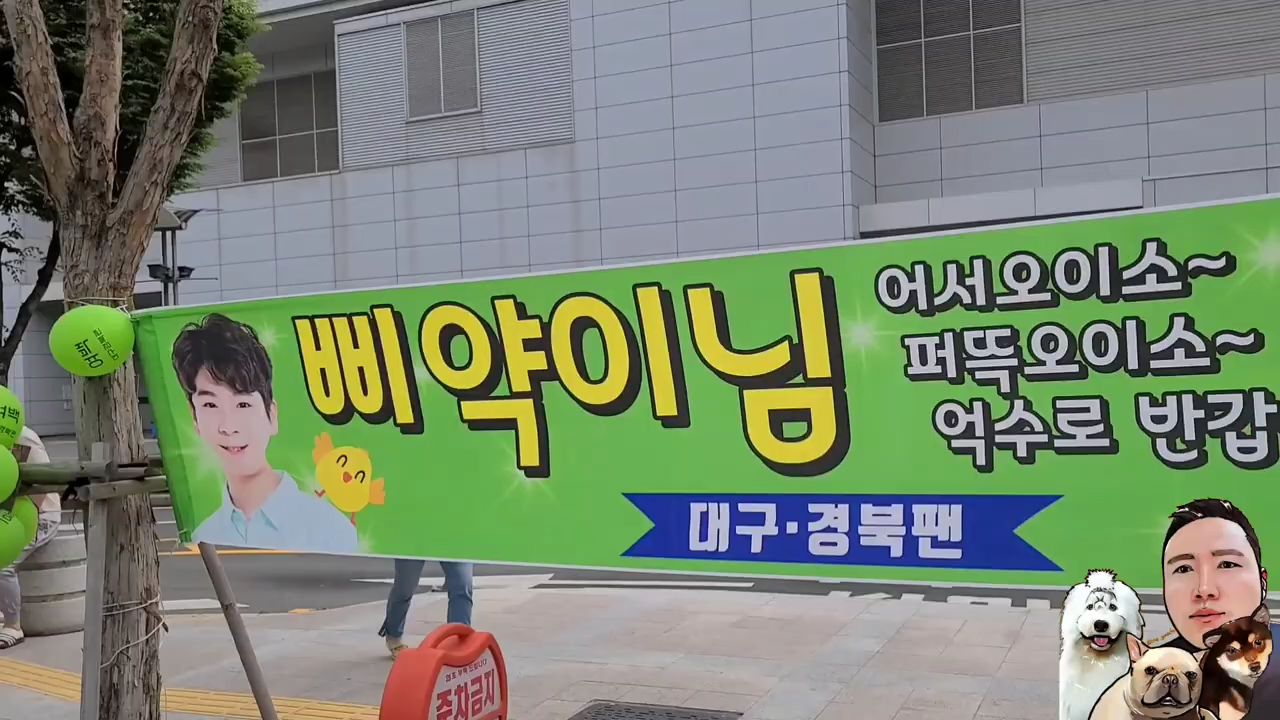 삐약이님
어서오이소~
퍼뜩오이소~
억수로 반갑
대구·경북팬
주차금지